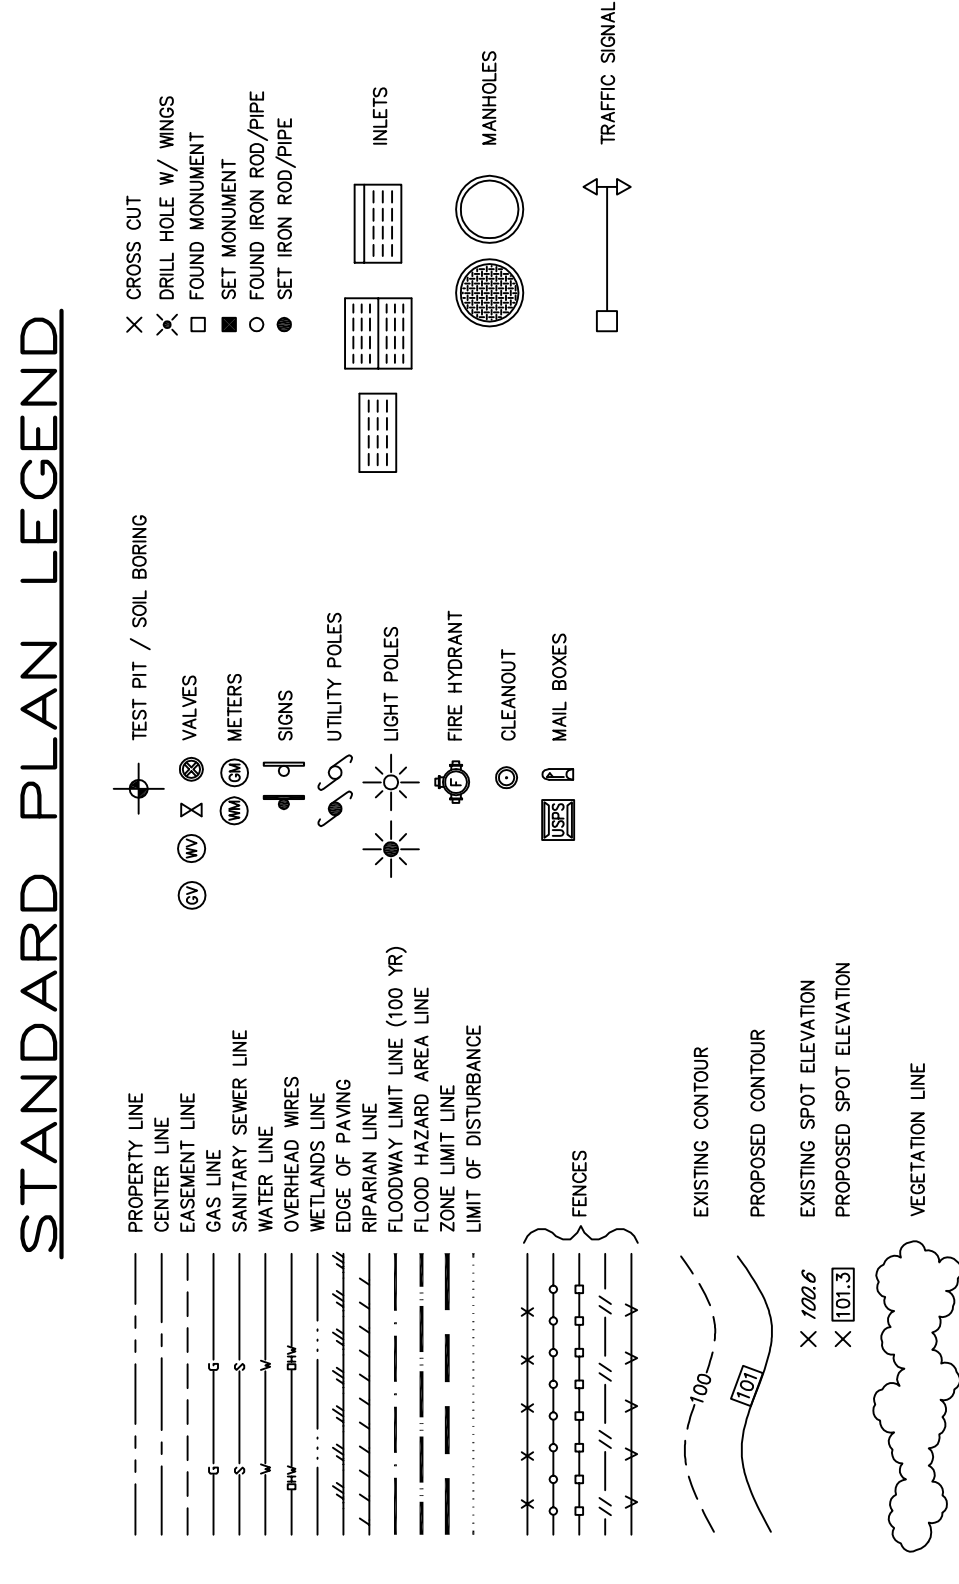 STANDARD PLAN LEGEND
PROPERTY LINE
CENTER LINE
EASEMENT LINE
G G GAS LINE
S S SANITARY SEWER LINE
W W WATER LINE
OHW OHW OVERHEAD WIRES
WETLANDS LINE
EDGE OF PAVING
RIPARIAN LINE
FLOODWAY LIMIT LINE (100 YR)
FLOOD HAZARD AREA LINE
ZONE LIMIT LINE
LIMIT OF DISTURBANCE
FENCES
100 EXISTING CONTOUR
101 PROPOSED CONTOUR
100.6 EXISTING SPOT ELEVATION
101.3 PROPOSED SPOT ELEVATION
VEGETATION LINE
TEST PIT / SOIL BORING
GV WV VALVES
WM GM METERS
SIGNS
UTILITY POLES
LIGHT POLES
F FIRE HYDRANT
CLEANOUT
USPS MAIL BOXES
CROSS CUT
DRILL HOLE W/ WINGS
FOUND MONUMENT
SET MONUMENT
FOUND IRON ROD/PIPE
SET IRON ROD/PIPE
INLETS
MANHOLES
TRAFFIC SIGNAL